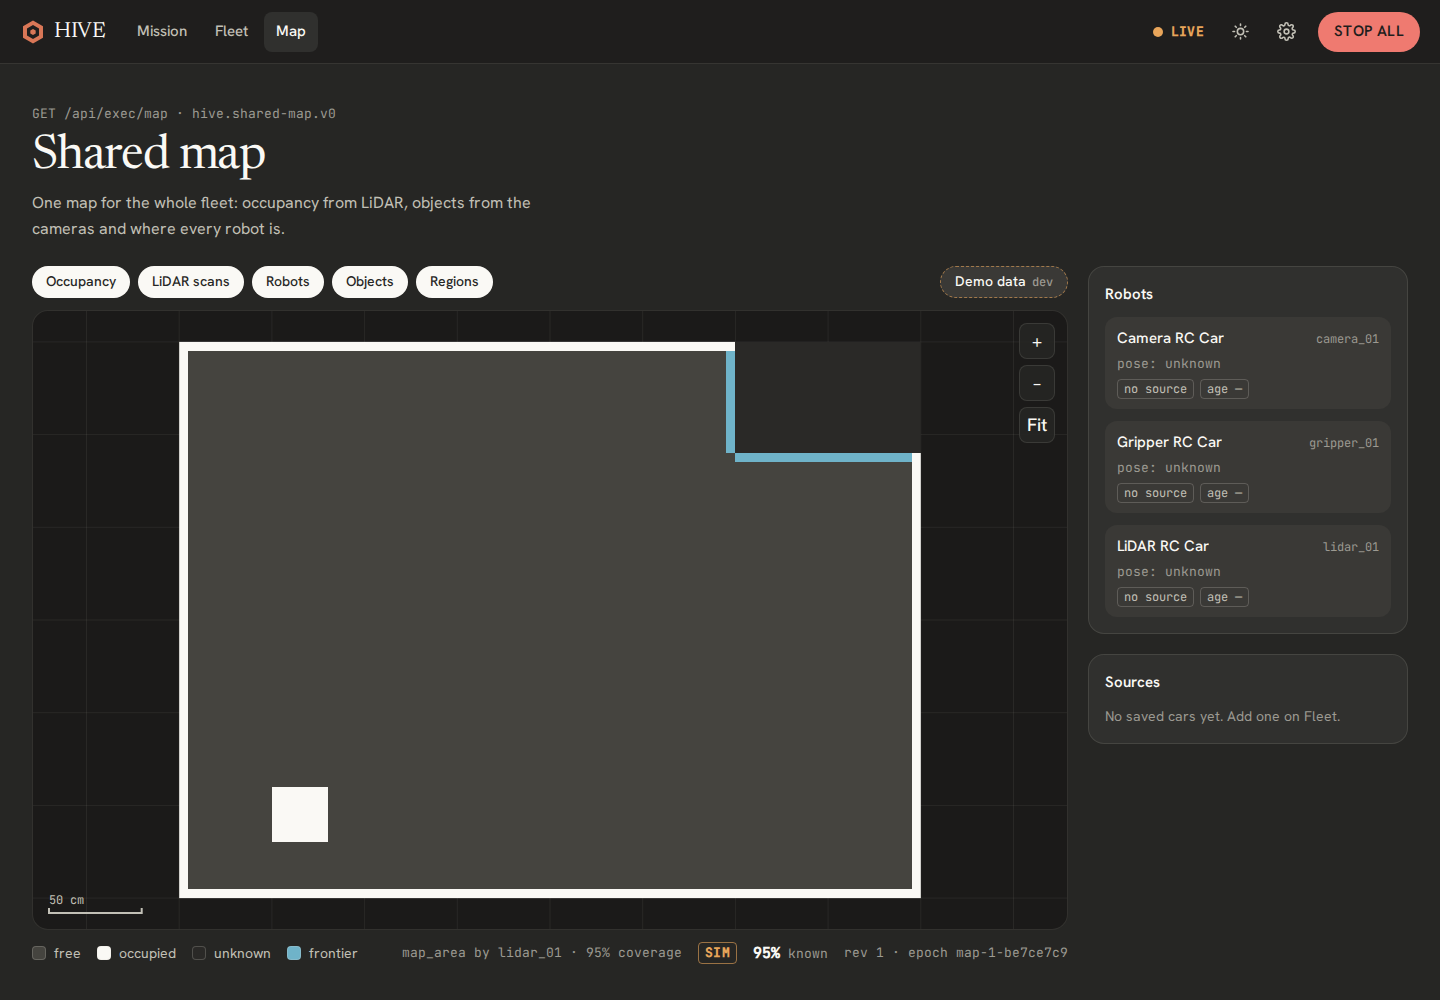 HIVE Mission Fleet Map LIVE STOP ALL
GET /api/exec/map · hive.shared-map.v0
Shared map
One map for the whole fleet: occupancy from LiDAR, objects from the
cameras and where every robot is.
Occupancy LiDAR scans Robots Objects Regions Demo data dev
+
−
Fit
50 cm
free occupied unknown frontier map_area by lidar_01 · 95% coverage SIM 95% known rev 1 · epoch map-1-be7ce7c9
Robots
Camera RC Car camera_01
pose: unknown
no source age —
Gripper RC Car gripper_01
pose: unknown
no source age —
LiDAR RC Car lidar_01
pose: unknown
no source age —
Sources
No saved cars yet. Add one on Fleet.